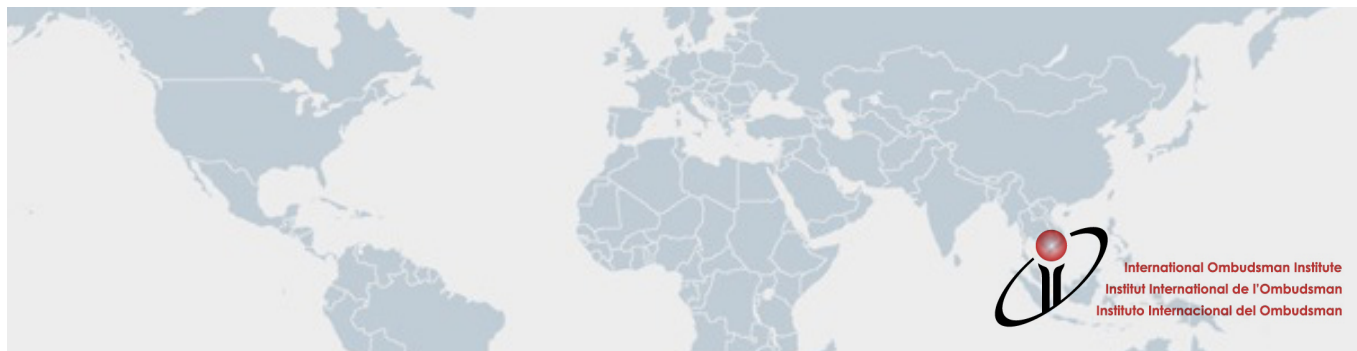 International Ombudsman Institute
Institut International de l'Ombudsman
Instituto Internacional del Ombudsman